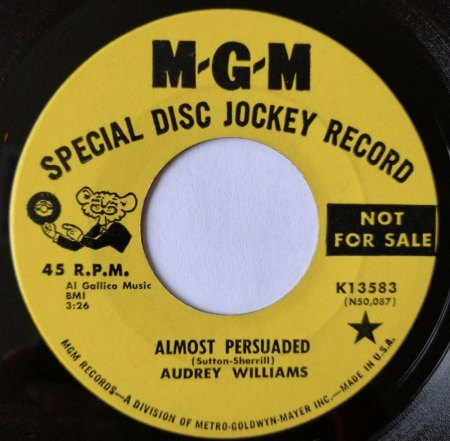 M-G-M
SPECIAL DISC JOCKEY RECORD
NOT
FOR SALE
45 R.P.M.
Al Gallico Music
BMI
3:26
K13583
(N50,087)
ALMOST PERSUADED
(Sutton-Sherrill)
AUDREY WILLIAMS
MGM RECORDS—A DIVISION OF METRO-GOLDWYN-MAYER INC.—MADE IN U.S.A.